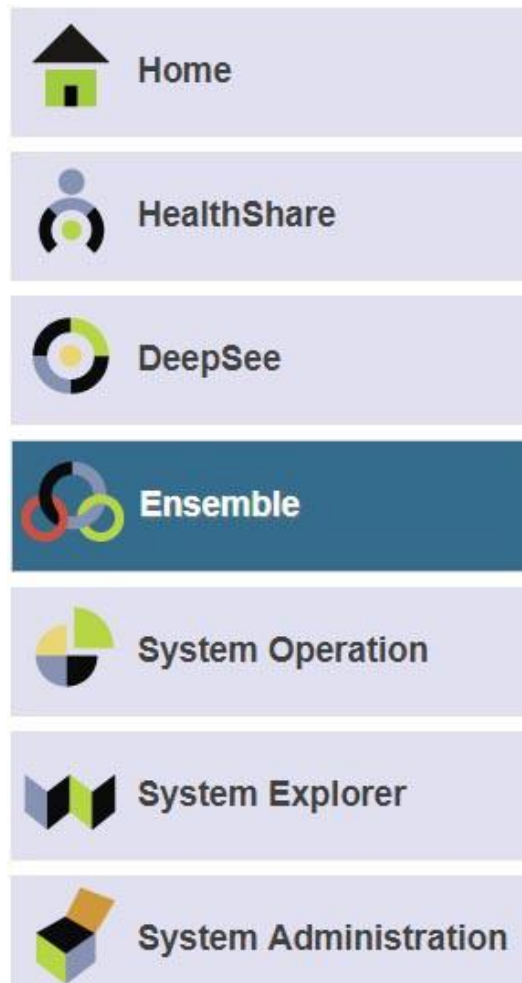 Home
HealthShare
DeepSee
Ensemble
System Operation
System Explorer
System Administration